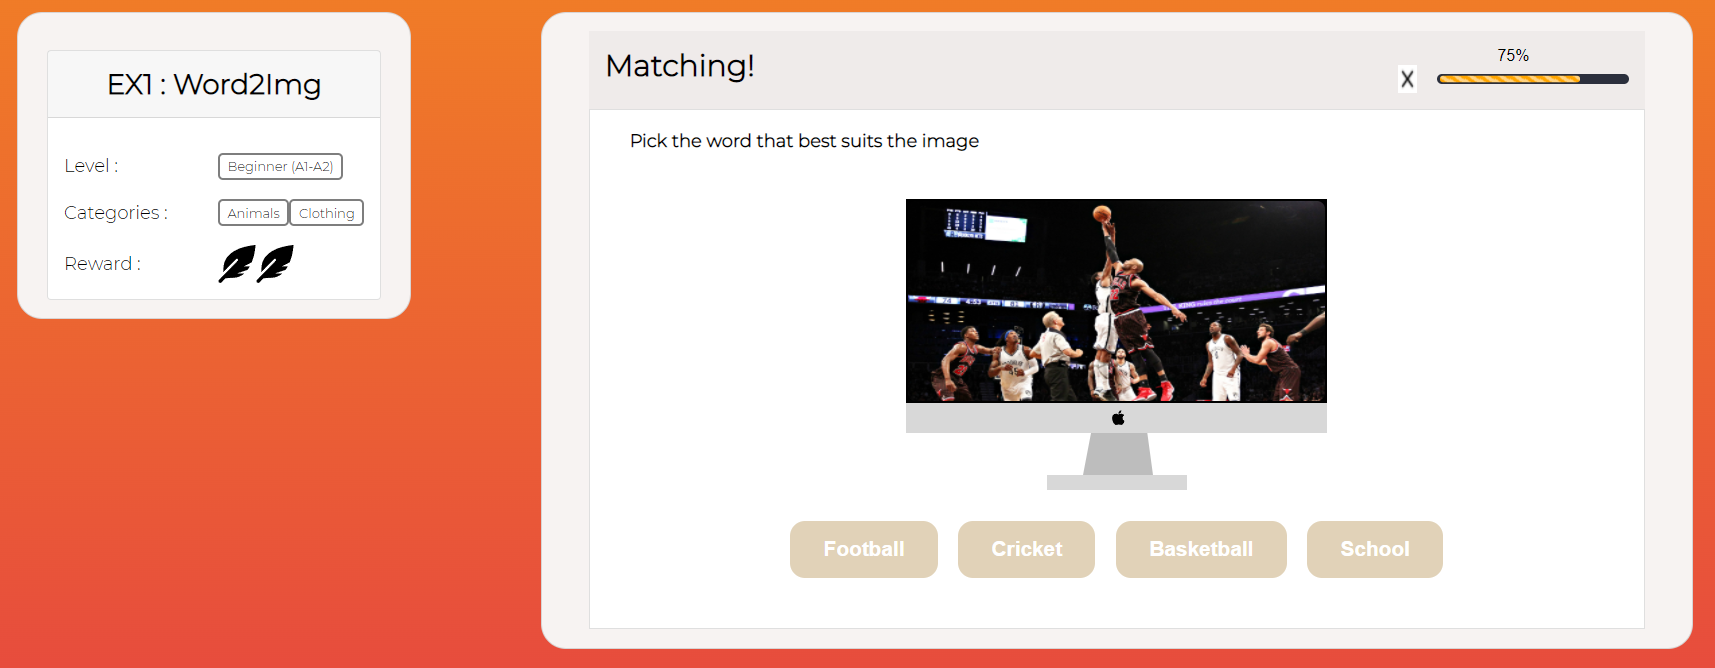 EX1 : Word2Img
Level :
Beginner (A1-A2)
Categories :
Animals
Clothing
Reward :
Matching!
X
75%
Pick the word that best suits the image
Football
Cricket
Basketball
School